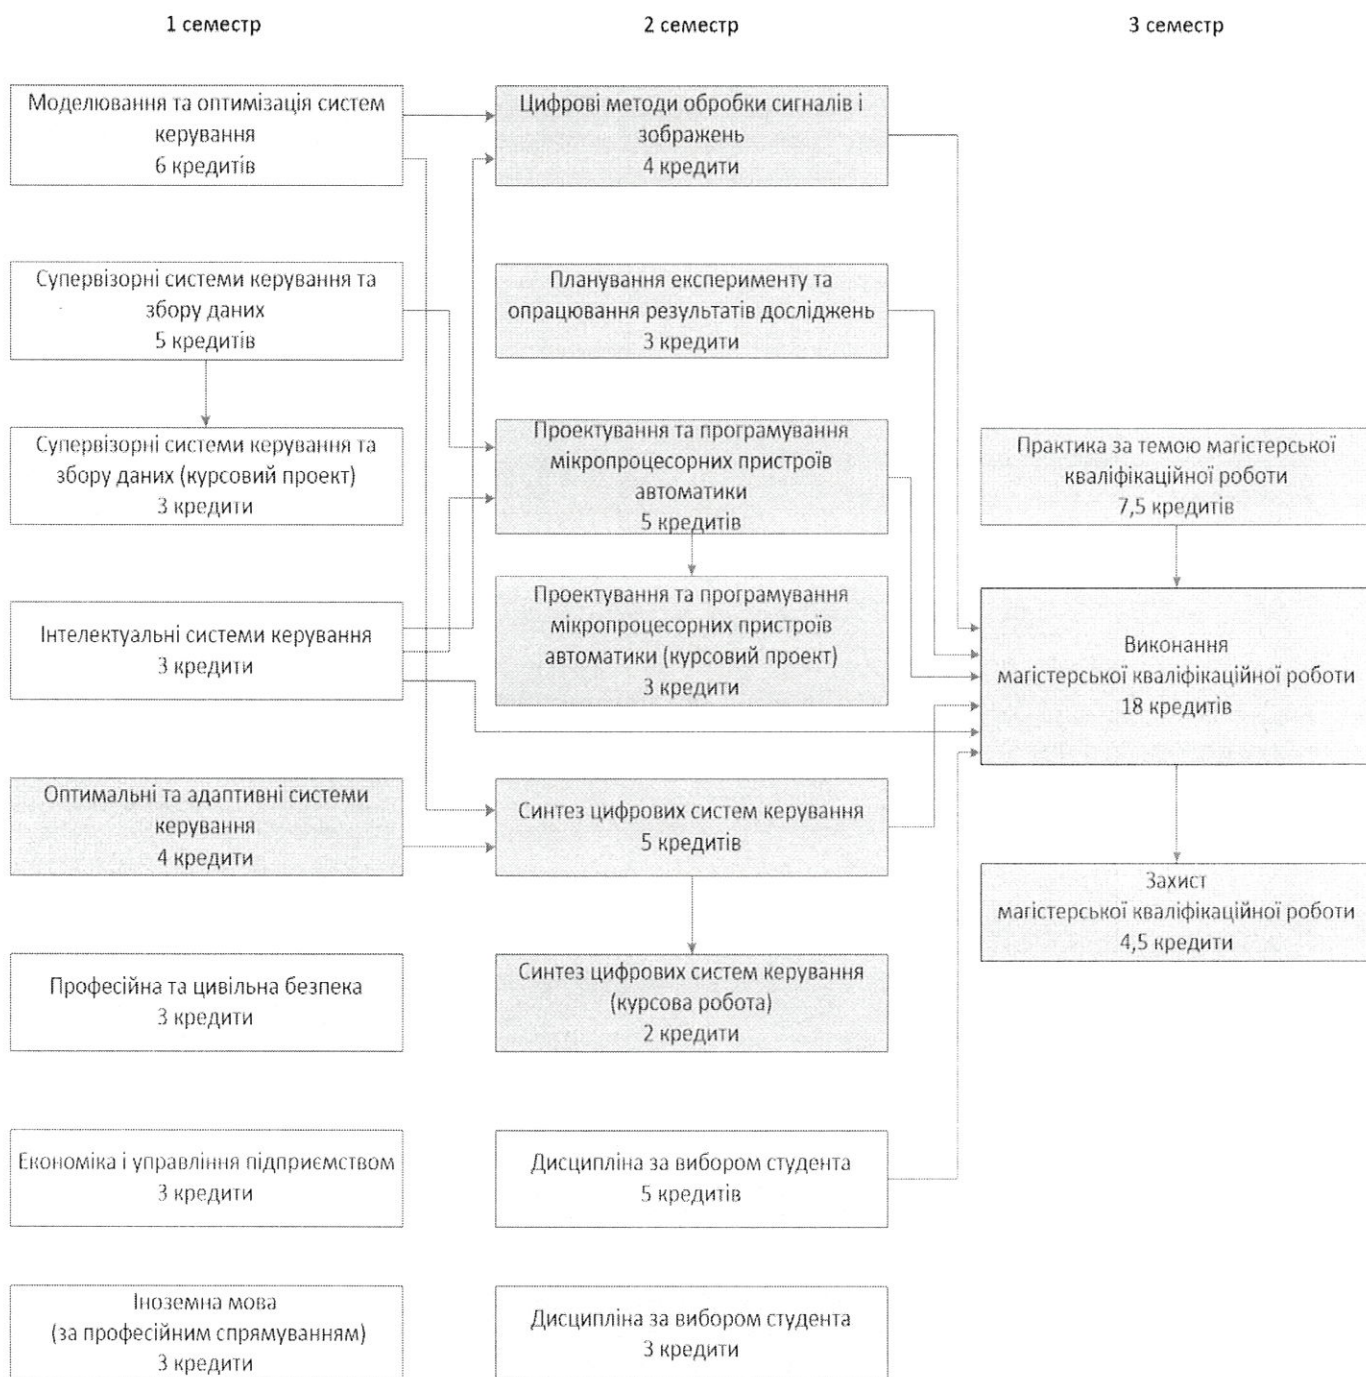 1 семестр
2 семестр
3 семестр
Моделювання та оптимізація систем
керування
6 кредитів
Супервізорні системи керування та
збору даних
5 кредитів
Супервізорні системи керування та
збору даних (курсовий проект)
3 кредити
Інтелектуальні системи керування
3 кредити
Оптимальні та адаптивні системи
керування
4 кредити
Професійна та цивільна безпека
3 кредити
Економіка і управління підприємством
3 кредити
Іноземна мова
(за професійним спрямуванням)
3 кредити
Цифрові методи обробки сигналів і
зображень
4 кредити
Планування експерименту та
опрацювання результатів досліджень
3 кредити
Проектування та програмування
мікропроцесорних пристроїв
автоматики
5 кредитів
Проектування та програмування
мікропроцесорних пристроїв
автоматики (курсовий проект)
3 кредити
Синтез цифрових систем керування
5 кредитів
Синтез цифрових систем керування
(курсова робота)
2 кредити
Дисципліна за вибором студента
5 кредитів
Дисципліна за вибором студента
3 кредити
Практика за темою магістерської
кваліфікаційної роботи
7,5 кредитів
Виконання
магістерської кваліфікаційної роботи
18 кредитів
Захист
магістерської кваліфікаційної роботи
4,5 кредити